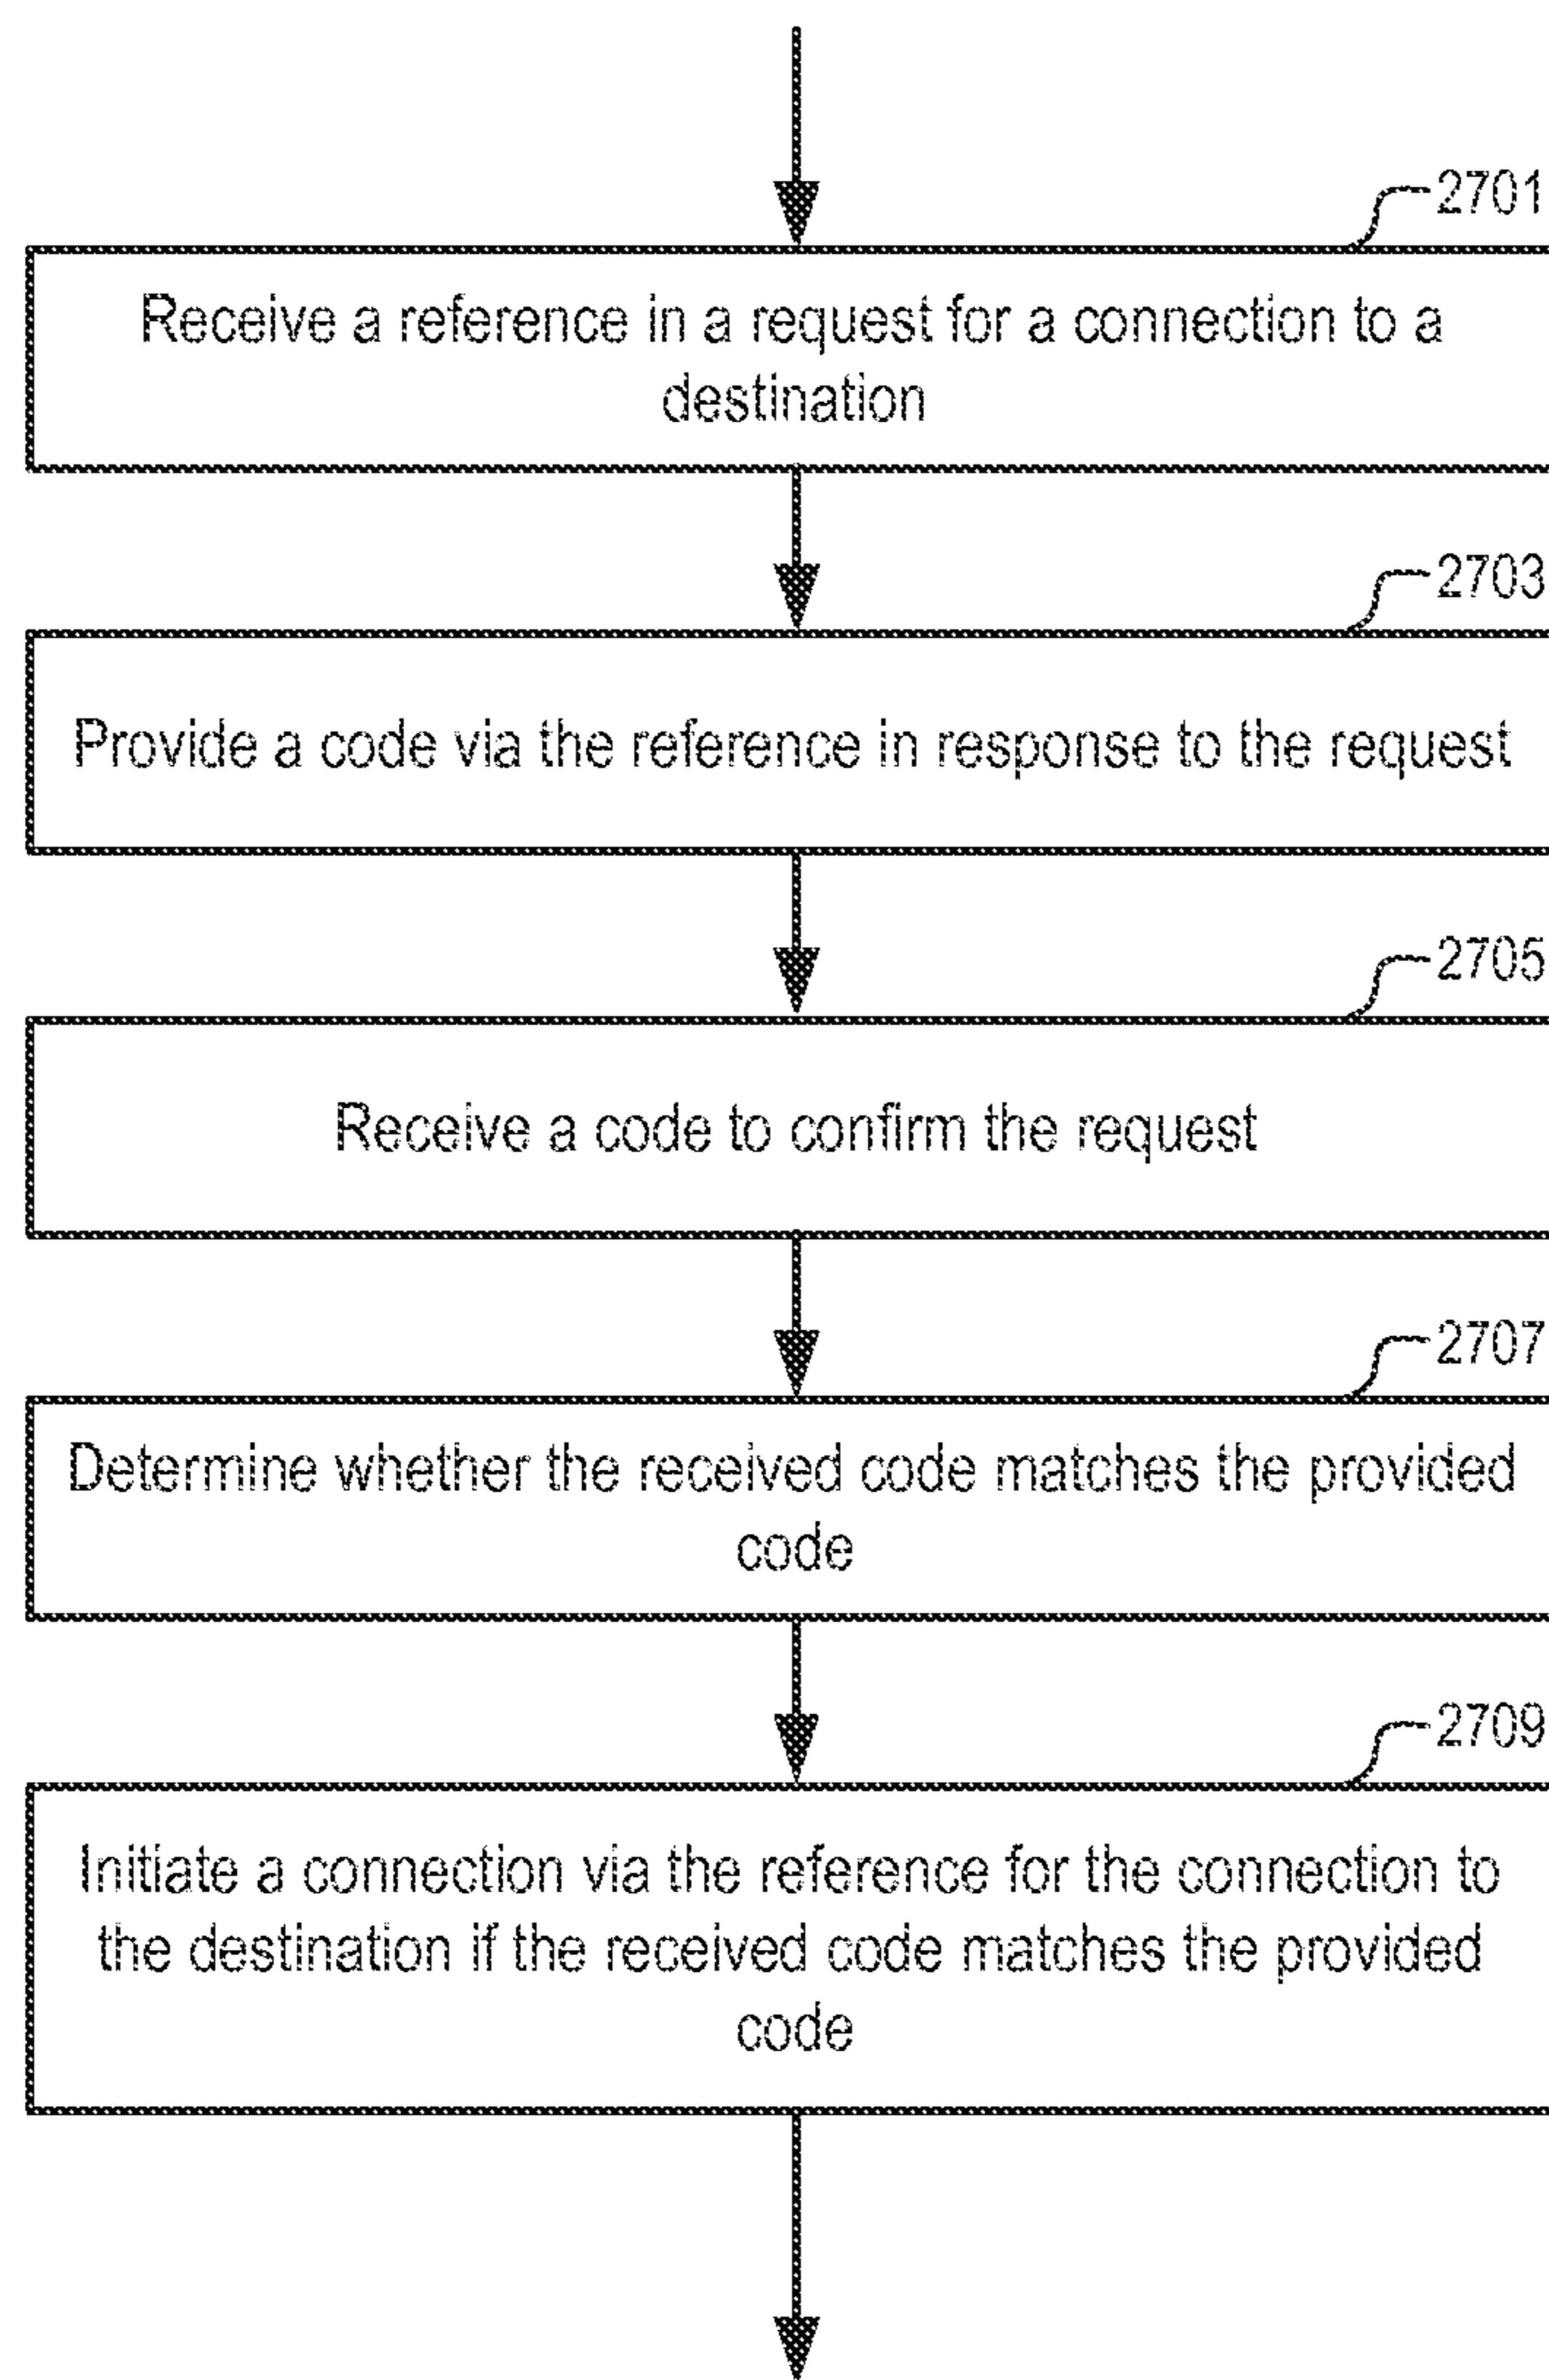 2701
Receive a reference in a request for a connection to a
destination
2703
Provide a code via the reference in response to the request
2705
Receive a code to confirm the request
2707
Determine whether the received code matches the provided
code
2709
Initiate a connection via the reference for the connection to
the destination if the received code matches the provided
code